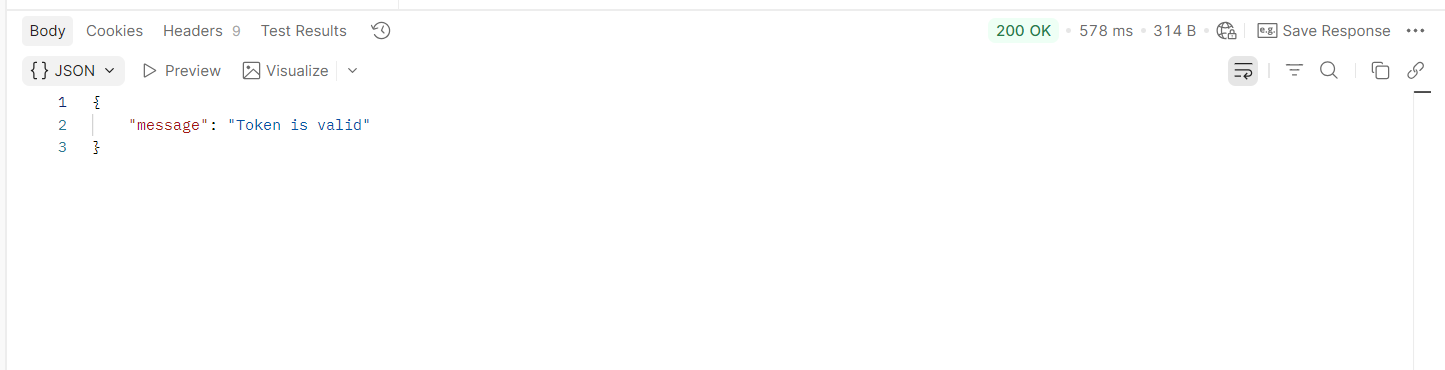 Body Cookies Headers 9 Test Results 200 OK • 578 ms • 314 B • e.g. Save Response
{} JSON Preview Visualize
1 {
2 "message": "Token is valid"
3 }